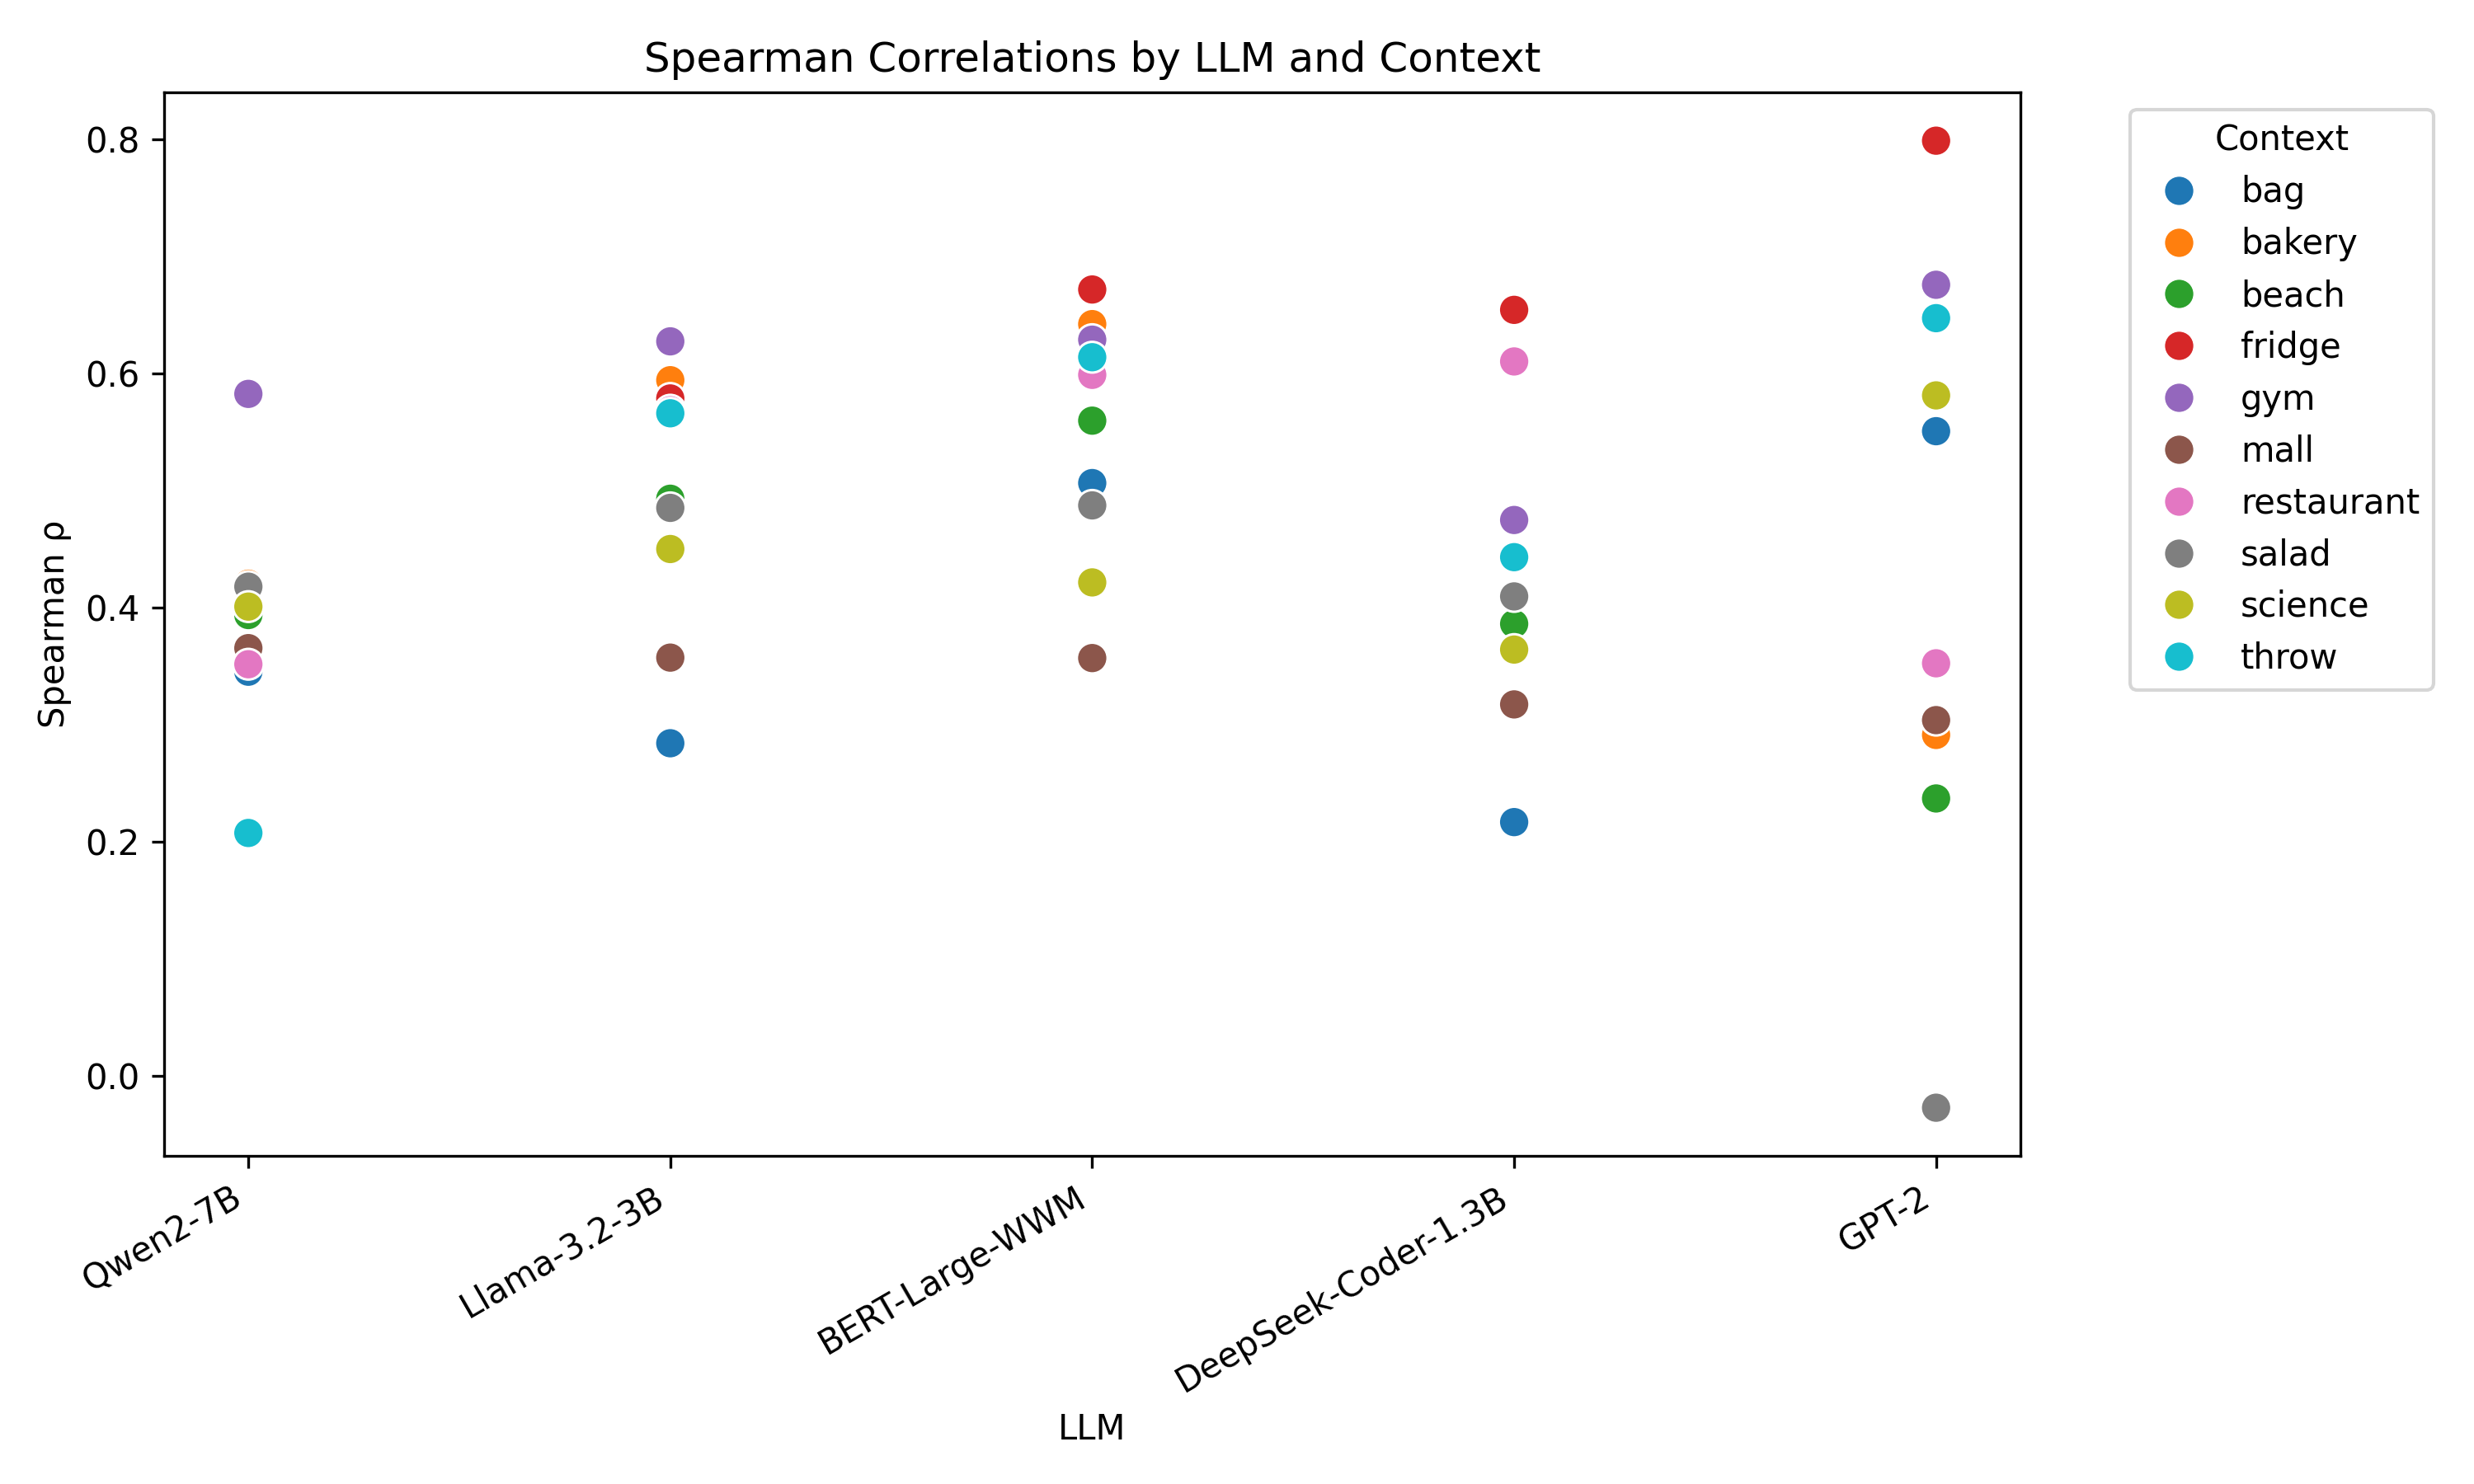 Spearman Correlations by LLM and Context
Spearman ρ
0.8
0.6
0.4
0.2
0.0
Qwen2-7B
Llama-3.2-3B
BERT-Large-WWM
DeepSeek-Coder-1.3B
GPT-2
LLM
Context
bag
bakery
beach
fridge
gym
mall
restaurant
salad
science
throw